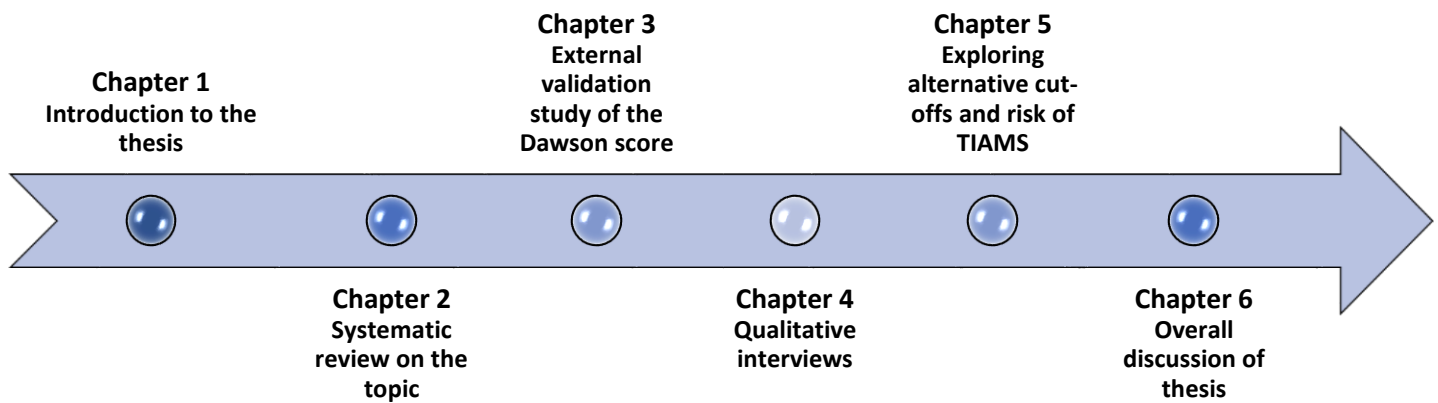 Chapter 1
Introduction to the
thesis
Chapter 2
Systematic
review on the
topic
Chapter 3
External
validation
study of the
Dawson score
Chapter 4
Qualitative
interviews
Chapter 5
Exploring
alternative cut-
offs and risk of
TIAMS
Chapter 6
Overall
discussion of
thesis